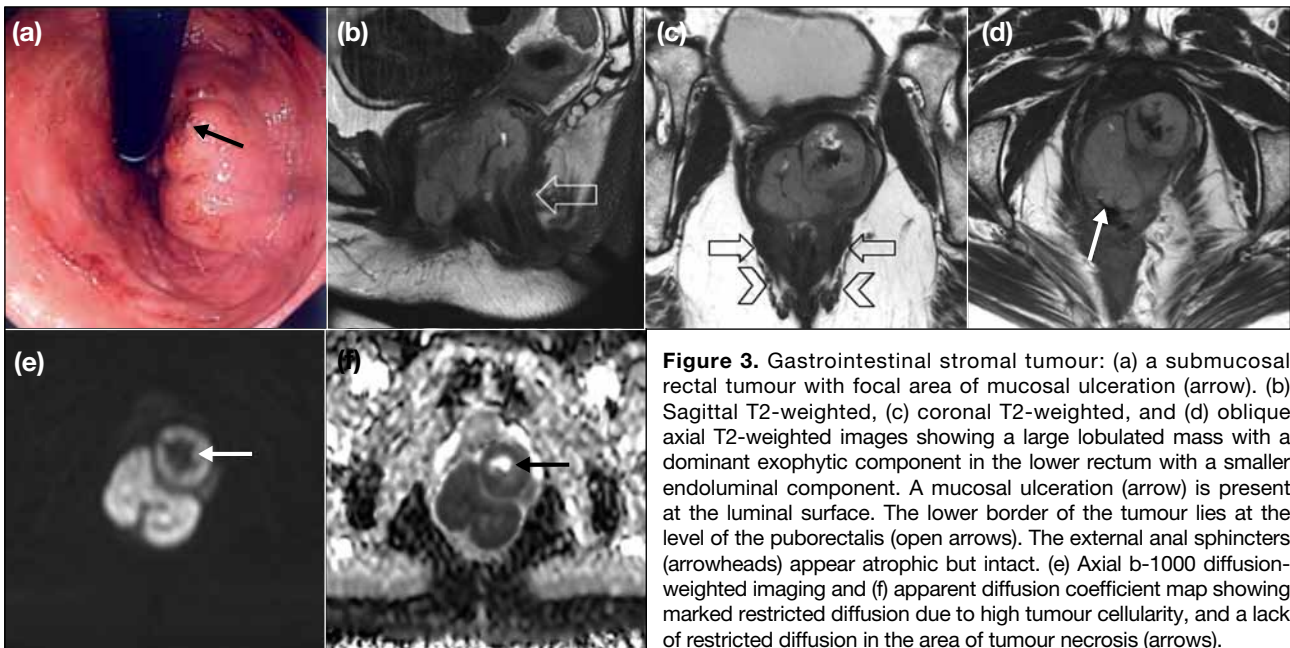 (a)
(b)
(c)
(d)
(e)
(f)
Figure 3. Gastrointestinal stromal tumour: (a) a submucosal
rectal tumour with focal area of mucosal ulceration (arrow). (b)
Sagittal T2-weighted, (c) coronal T2-weighted, and (d) oblique
axial T2-weighted images showing a large lobulated mass with a
dominant exophytic component in the lower rectum with a smaller
endoluminal component. A mucosal ulceration (arrow) is present
at the luminal surface. The lower border of the tumour lies at the
level of the puborectalis (open arrows). The external anal sphincters
(arrowheads) appear atrophic but intact. (e) Axial b-1000 diffusion-
weighted imaging and (f) apparent diffusion coefficient map showing
marked restricted diffusion due to high tumour cellularity, and a lack
of restricted diffusion in the area of tumour necrosis (arrows).